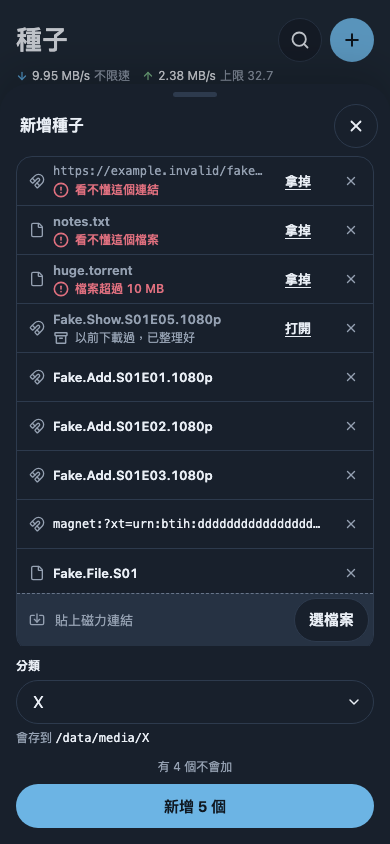 種子
9.95 MB/s 不限速 2.38 MB/s 上限 32.7
新增種子
https://example.invalid/fake…
看不懂這個連結
拿掉
notes.txt
看不懂這個檔案
拿掉
huge.torrent
檔案超過 10 MB
拿掉
Fake.Show.S01E05.1080p
以前下載過，已整理好
打開
Fake.Add.S01E01.1080p
Fake.Add.S01E02.1080p
Fake.Add.S01E03.1080p
magnet:?xt=urn:btih:dddddddddddddddd…
Fake.File.S01
貼上磁力連結
選檔案
分類
X
會存到 /data/media/X
有 4 個不會加
新增 5 個